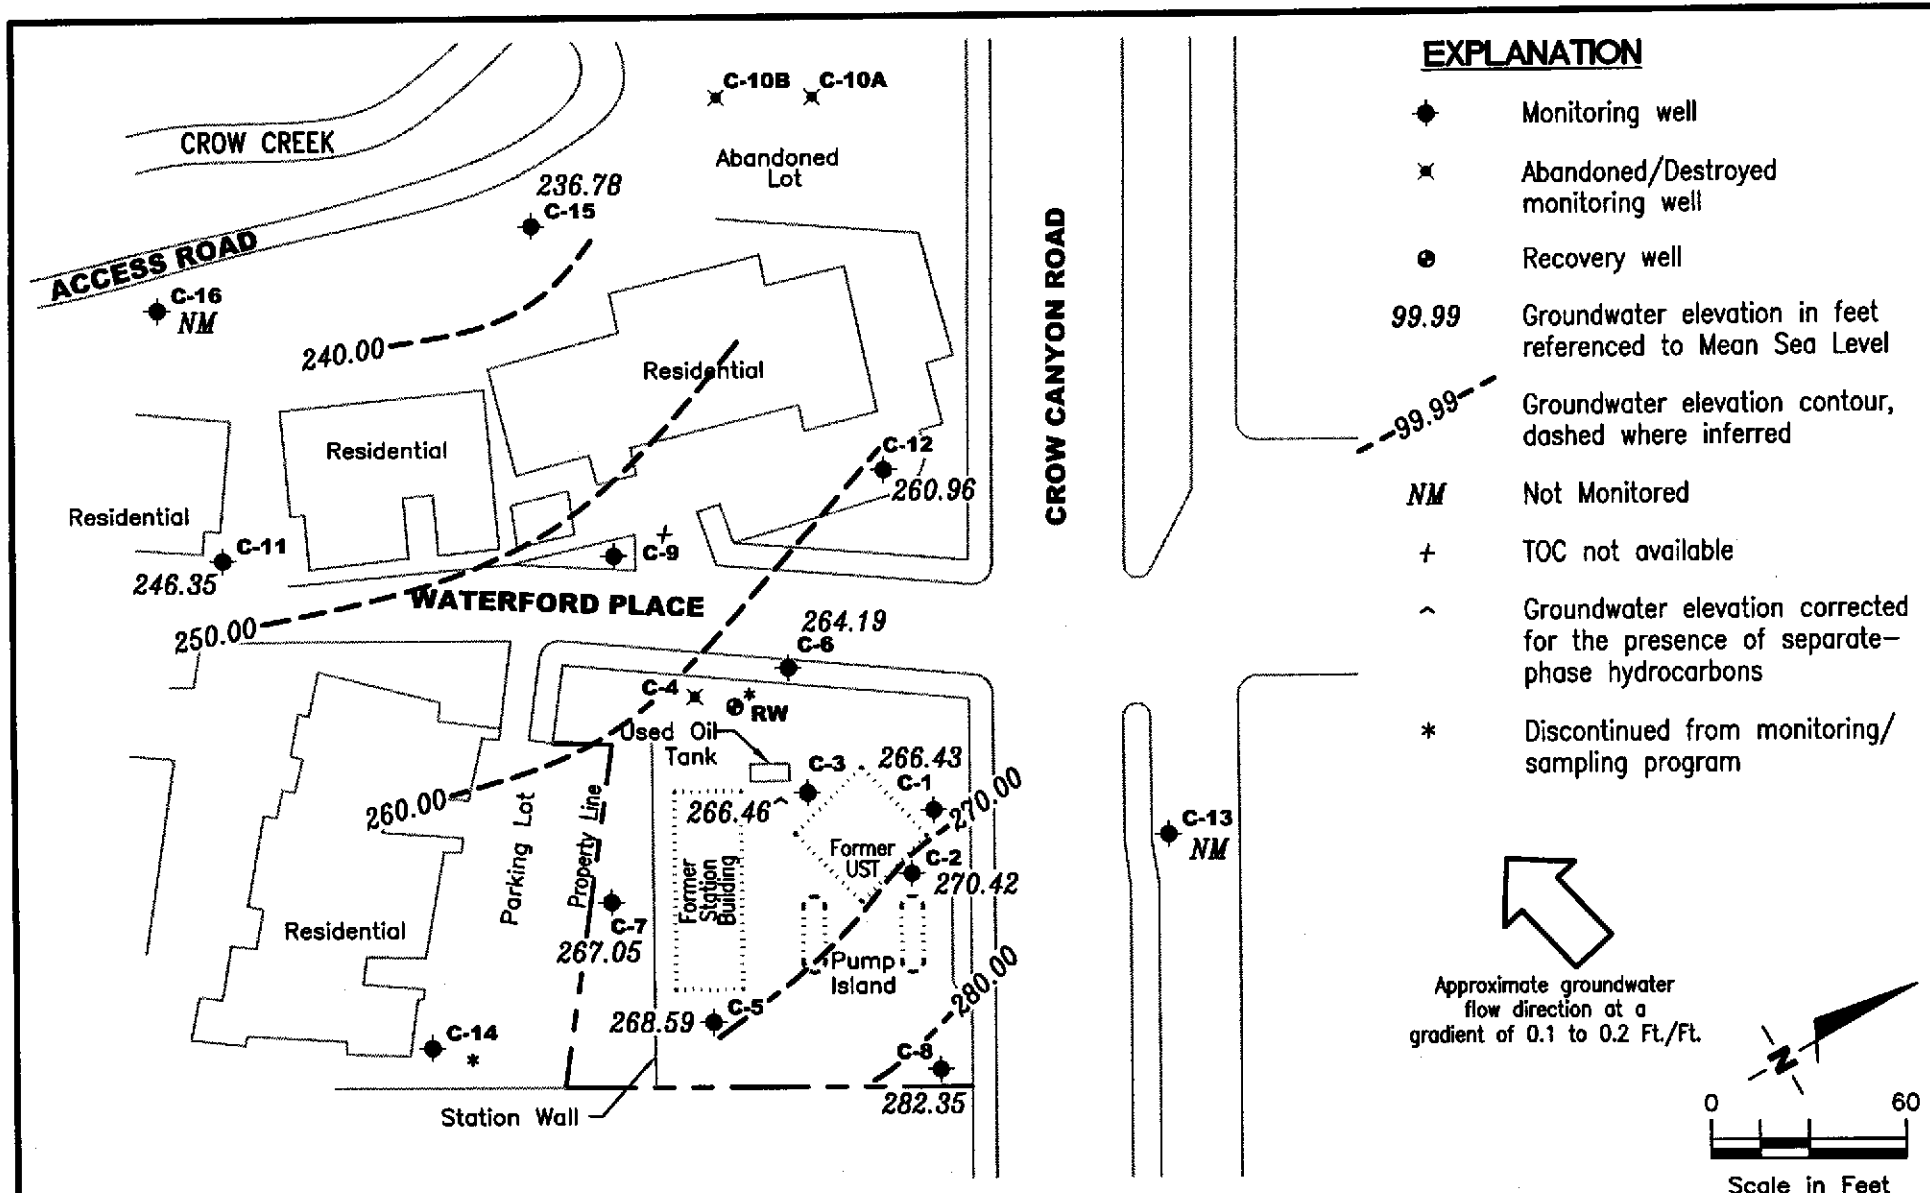 EXPLANATION
Monitoring well
Abandoned/Destroyed
monitoring well
Recovery well
99.99
Groundwater elevation in feet
referenced to Mean Sea Level
99.99
Groundwater elevation contour,
dashed where inferred
NM
Not Monitored
+
TOC not available
^
Groundwater elevation corrected
for the presence of separate-
phase hydrocarbons
*
Discontinued from monitoring/
sampling program
C-10B
C-10A
CROW CREEK
Abandoned
Lot
236.78
C-15
ACCESS ROAD
C-16
NM
240.00
CROW CANYON ROAD
Residential
Residential
C-12
260.96
Residential
C-11
246.35
+
C-9
WATERFORD PLACE
250.00
264.19
C-6
C-4
*
RW
Used Oil
Tank
C-3
266.43
C-1
270.00
266.46^
260.00
Parking Lot
Property Line
Former
Station
Building
Former
UST
C-2
270.42
C-13
NM
Residential
C-7
267.05
Pump
Island
280.00
C-5
268.59
C-14
*
C-8
282.35
Station Wall
Approximate groundwater
flow direction at a
gradient of 0.1 to 0.2 Ft./Ft.
N
0 60
Scale in Feet